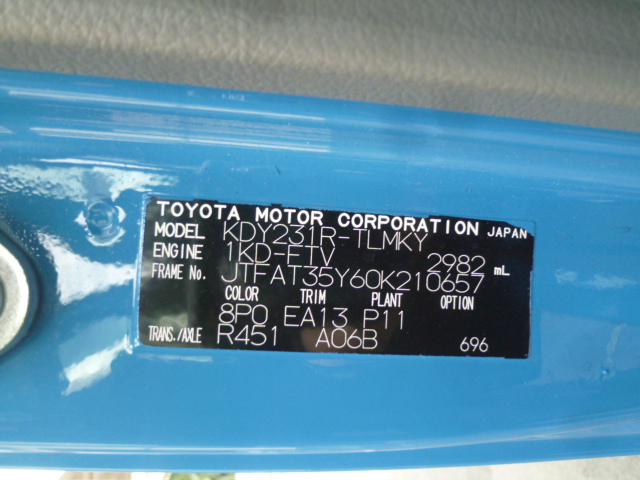 TOYOTA MOTOR CORPORATION JAPAN
MODEL KDY231R-TLMKY
ENGINE 1KD-FTV 2982 mL
FRAME No. JTFAT35Y60K210657
COLOR TRIM PLANT OPTION
8P0 EA13 P11
TRANS./AXLE R451 A06B 696